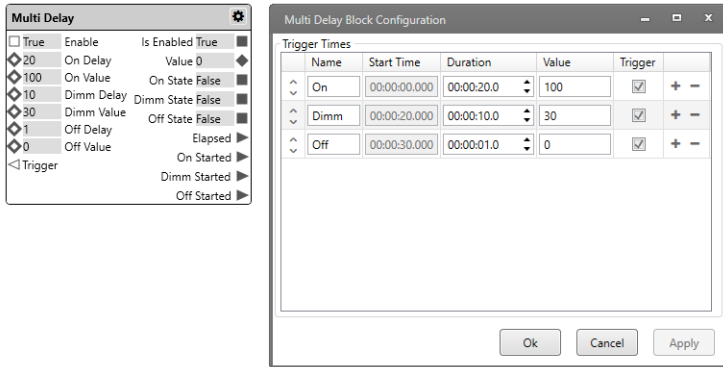 Multi Delay
True Enable Is Enabled True
20 On Delay Value 0
100 On Value On State False
10 Dimm Delay Dimm State False
30 Dimm Value Off State False
1 Off Delay Elapsed
0 Off Value On Started
Trigger Dimm Started
Off Started
Multi Delay Block Configuration
Trigger Times
Name Start Time Duration Value Trigger
On 00:00:00.000 00:00:20.0 100
Dimm 00:00:20.000 00:00:10.0 30
Off 00:00:30.000 00:00:01.0 0
Ok Cancel Apply